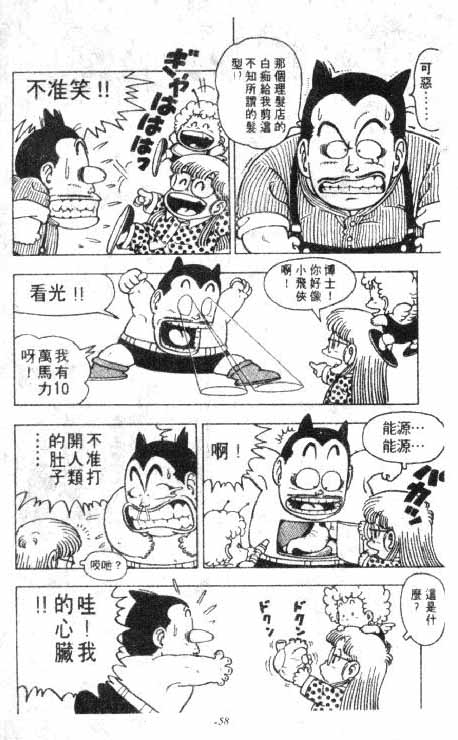 可惡……
那個理髮店的
白痴給我剪這
不知所謂的髮
型!?
ぎゃはははっ
不准笑!!
博士!
你好像
小飛俠
啊!
看光!!
我有10
萬馬力
呀!
能源…
能源…
パカッ
啊!
不准打
開人類
的肚子
……
咬吔?
這是什
麼?
ドクン
ドクン
哇!我
的心臟
!!
-58